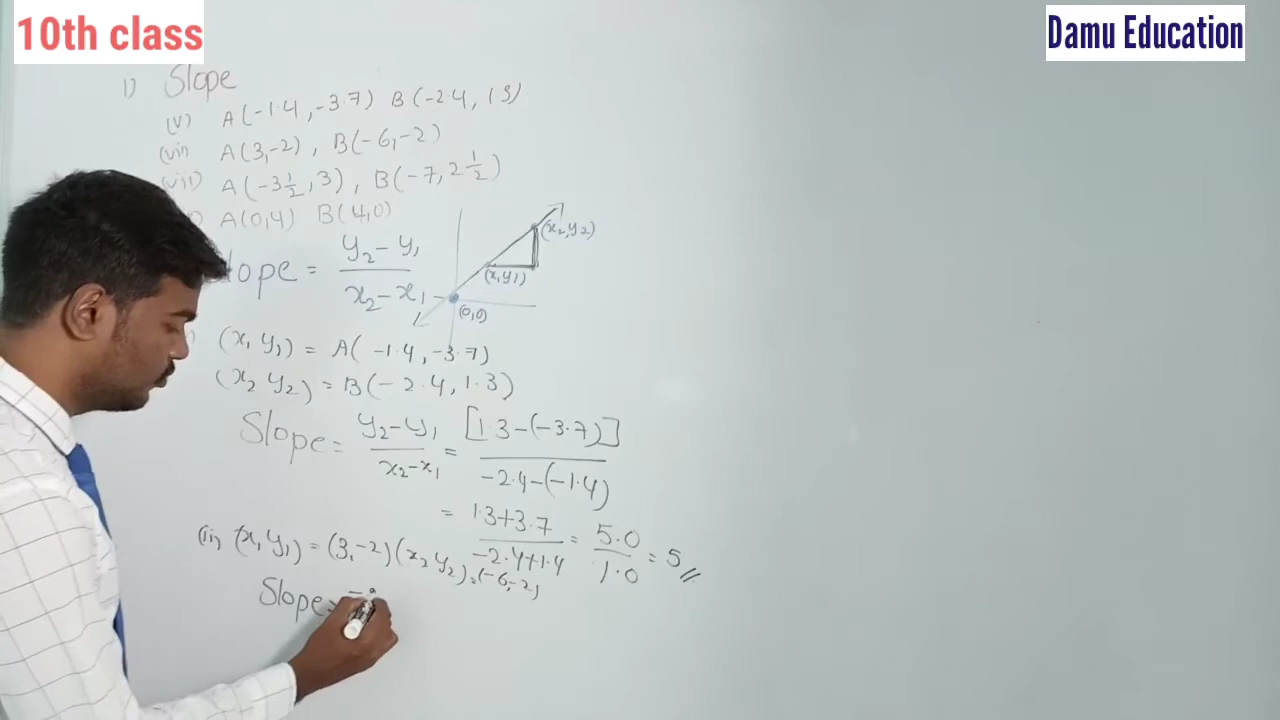 10th class
Damu Education
1) Slope
(v) A(-1.4, -3.7) B(-2.4, 1.3)
(vi) A(3, -2), B(-6, -2)
(vii) A(-3 1/2, 3), B(-7, 2 1/2)
A(0,4) B(4,0)
lope = y2 - y1 / x2 - x1
(x2, y2)
(x1 y1)
(0,0)
(x1 y1) = A(-1.4, -3.7)
(x2 y2) = B(-2.4, 1.3)
Slope = y2-y1 / x2-x1 = [1.3-(-3.7)] / -2.4-(-1.4)
= 1.3+3.7 / -2.4+1.4 = 5.0 / 1.0 = 5
(ii) (x1 y1) = (3, -2) (x2 y2) = (-6, -2)
Slope =